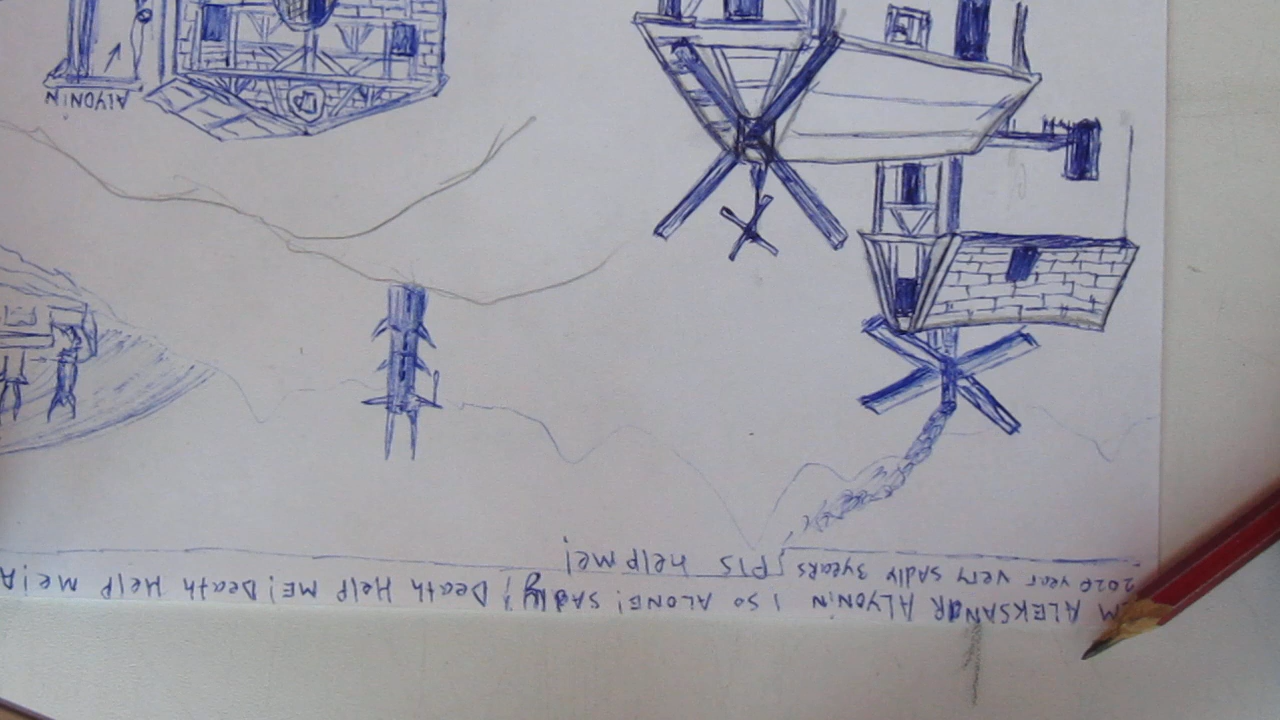 M ALEKSANDR ALYONIN I SO ALONE! SADly! Death Help ME! Death Help ME! A
2020 year very sadly 3years Pls help me!
ALYONIN